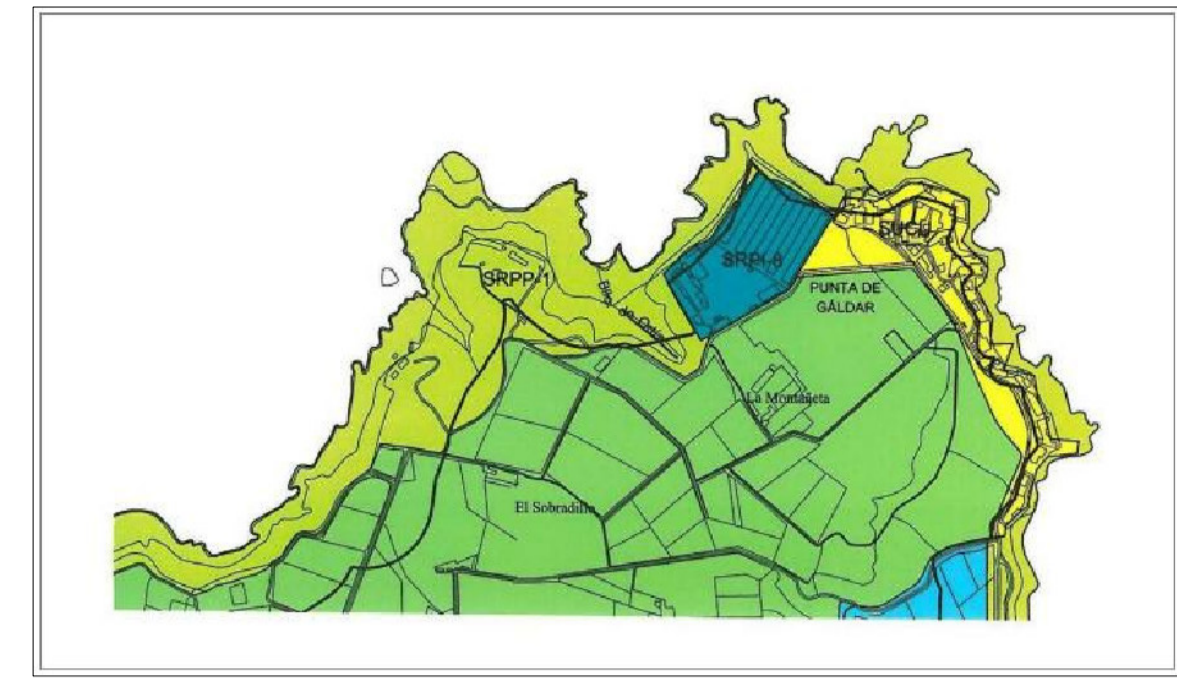 SRPP-1
SRPI-8
PUNTA DE
GÁLDAR
La Montañeta
El Sobradillo